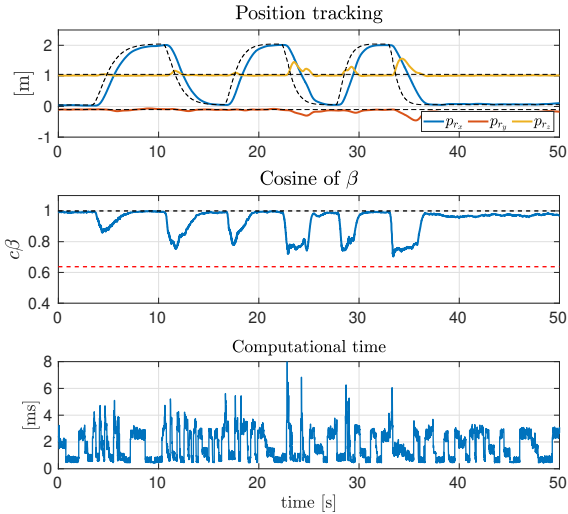 Position tracking
[m]
2
1
0
-1
p_{r_x} p_{r_y} p_{r_z}
0 10 20 30 40 50
Cosine of β
cβ
1
0.8
0.6
0.4
0 10 20 30 40 50
Computational time
[ms]
8
6
4
2
0
0 10 20 30 40 50
time [s]